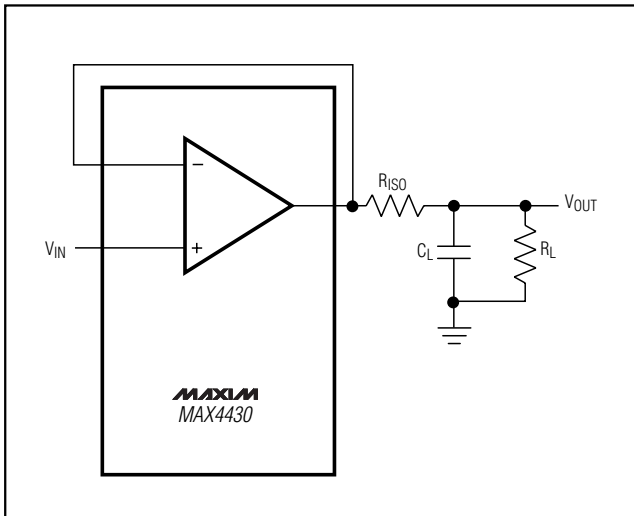 −
R_ISO
V_OUT
V_IN
+
C_L
R_L
MAXIM
MAX4430